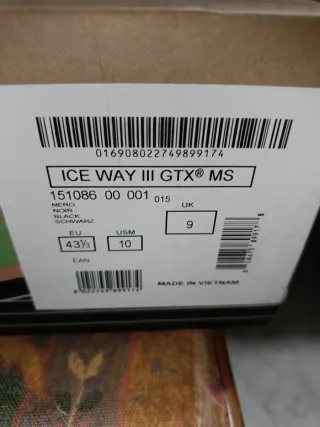 016908022749899174
ICE WAY III GTX® MS
151086 00 001 015
NERO
NOIR
BLACK
SCHWARZ
UK
9
EU
USM
43⅓
10
EAN
MADE IN VIETNAM